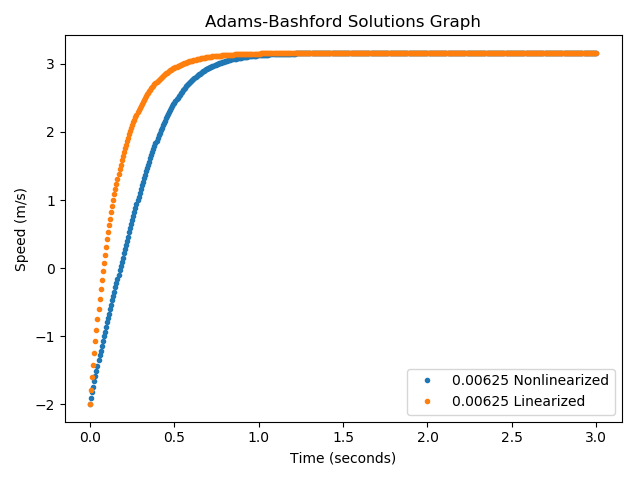 Adams-Bashford Solutions Graph
Speed (m/s)
3
2
1
0
−1
−2
0.0 0.5 1.0 1.5 2.0 2.5 3.0
Time (seconds)
0.00625 Nonlinearized
0.00625 Linearized